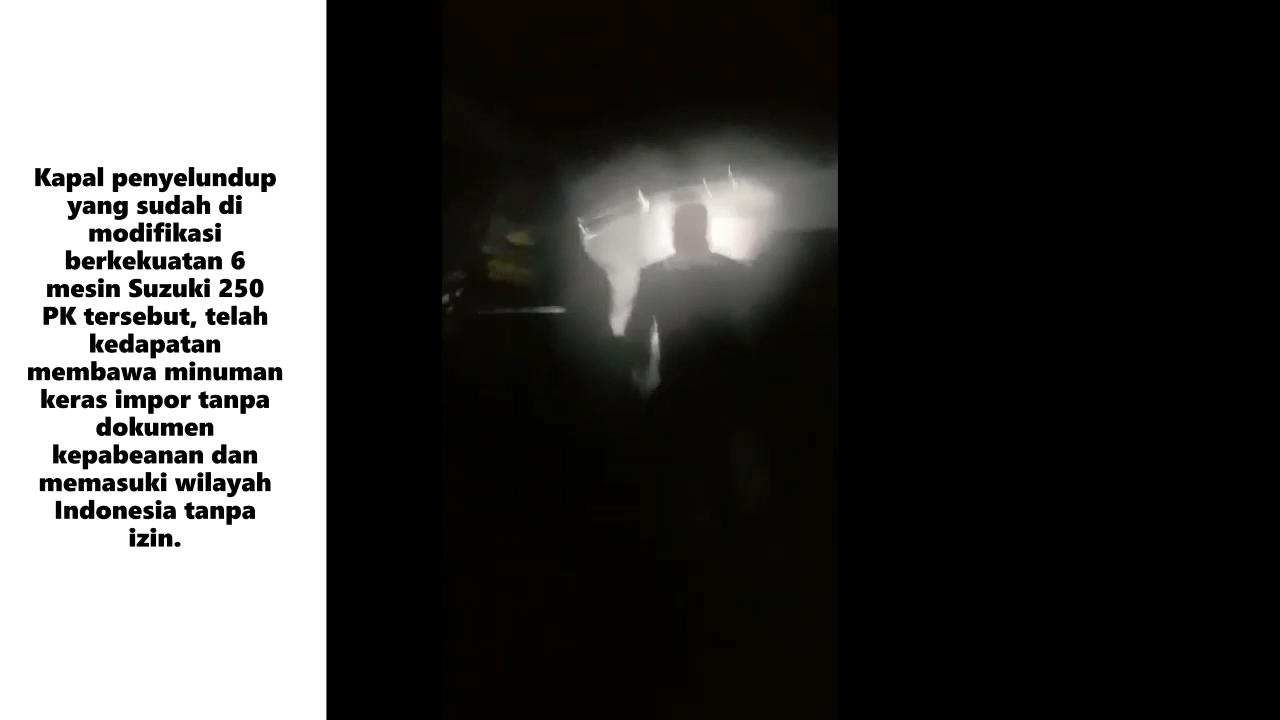 Kapal penyelundup
yang sudah di
modifikasi
berkekuatan 6
mesin Suzuki 250
PK tersebut, telah
kedapatan
membawa minuman
keras impor tanpa
dokumen
kepabeanan dan
memasuki wilayah
Indonesia tanpa
izin.